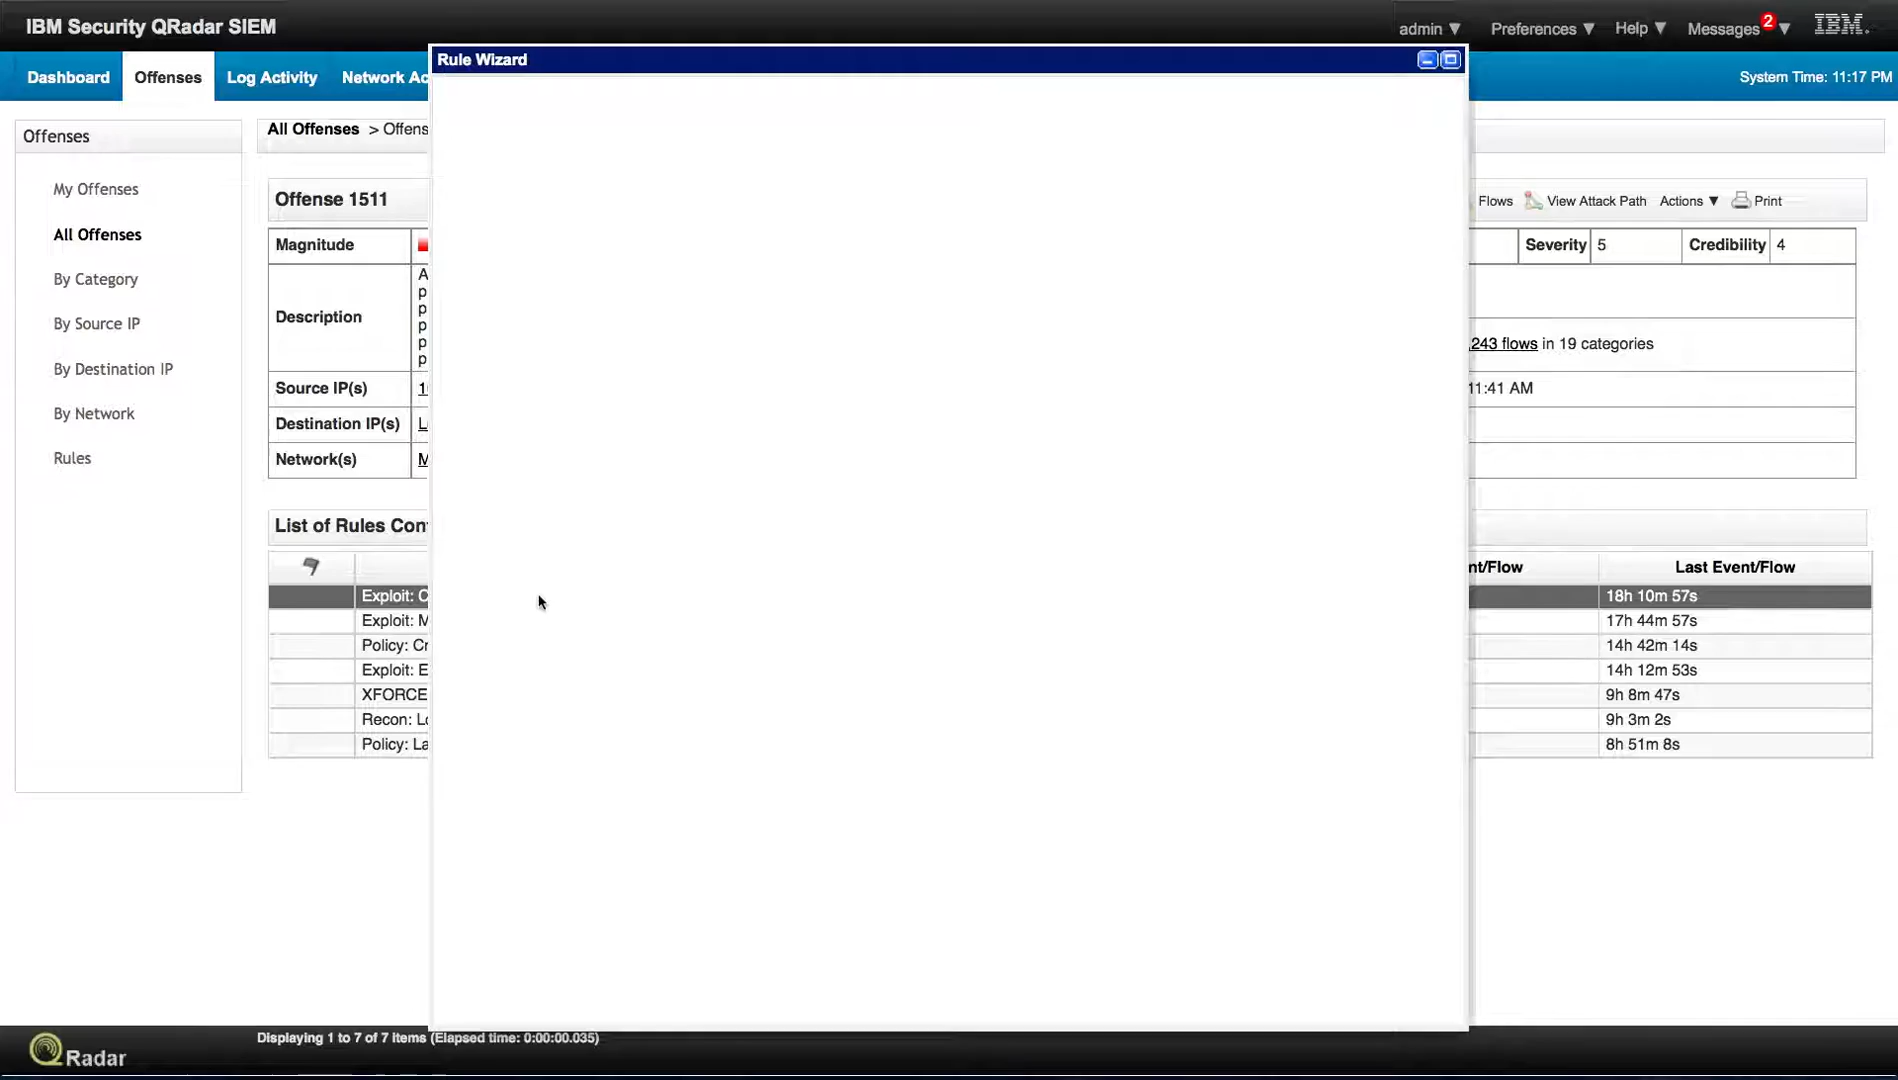 IBM Security QRadar SIEM
admin ▼ Preferences ▼ Help ▼ Messages 2 ▼ IBM.
Rule Wizard
Dashboard Offenses Log Activity Network Ac
System Time: 11:17 PM
Offenses
All Offenses > Offens
My Offenses
All Offenses
By Category
By Source IP
By Destination IP
By Network
Rules
Offense 1511
Flows View Attack Path Actions ▼ Print
Magnitude
Severity 5 Credibility 4
Description
A
p
p
p
p
p
243 flows in 19 categories
Source IP(s) 1
11:41 AM
Destination IP(s) L
Network(s) M
List of Rules Con
nt/Flow Last Event/Flow
Exploit: C 18h 10m 57s
Exploit: M 17h 44m 57s
Policy: Cr 14h 42m 14s
Exploit: E 14h 12m 53s
XFORCE 9h 8m 47s
Recon: Lo 9h 3m 2s
Policy: La 8h 51m 8s
Displaying 1 to 7 of 7 items (Elapsed time: 0:00:00.035)
QRadar